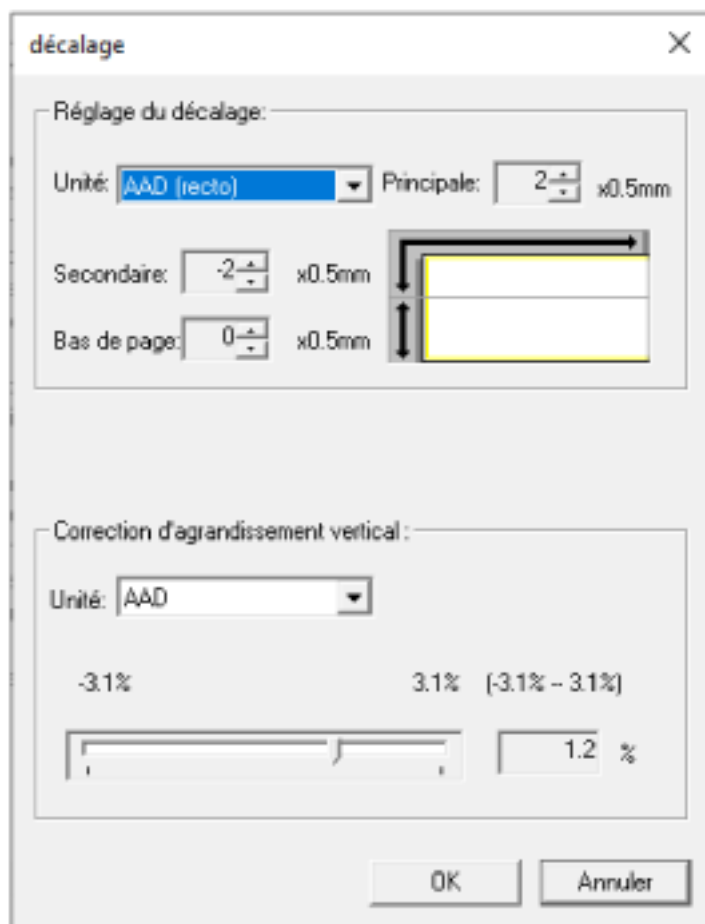 décalage
Réglage du décalage:
Unité: AAD (recto) Principale: 2 x0.5mm
Secondaire: -2 x0.5mm
Bas de page: 0 x0.5mm
Correction d'agrandissement vertical :
Unité: AAD
-3.1% 3.1% (-3.1% -- 3.1%)
1.2 %
OK Annuler